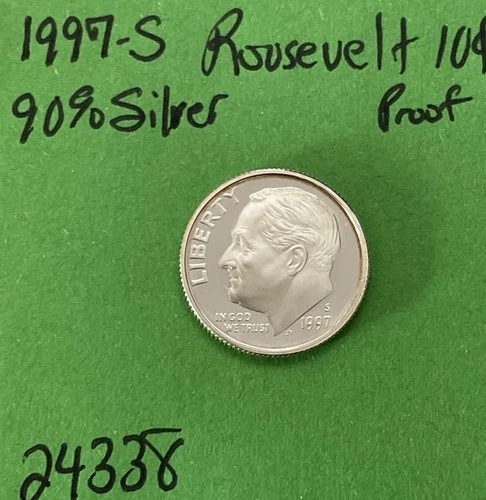 1997-S Roosevelt 10¢
90% Silver Proof
LIBERTY
IN GOD
WE TRUST
S
1997
24338